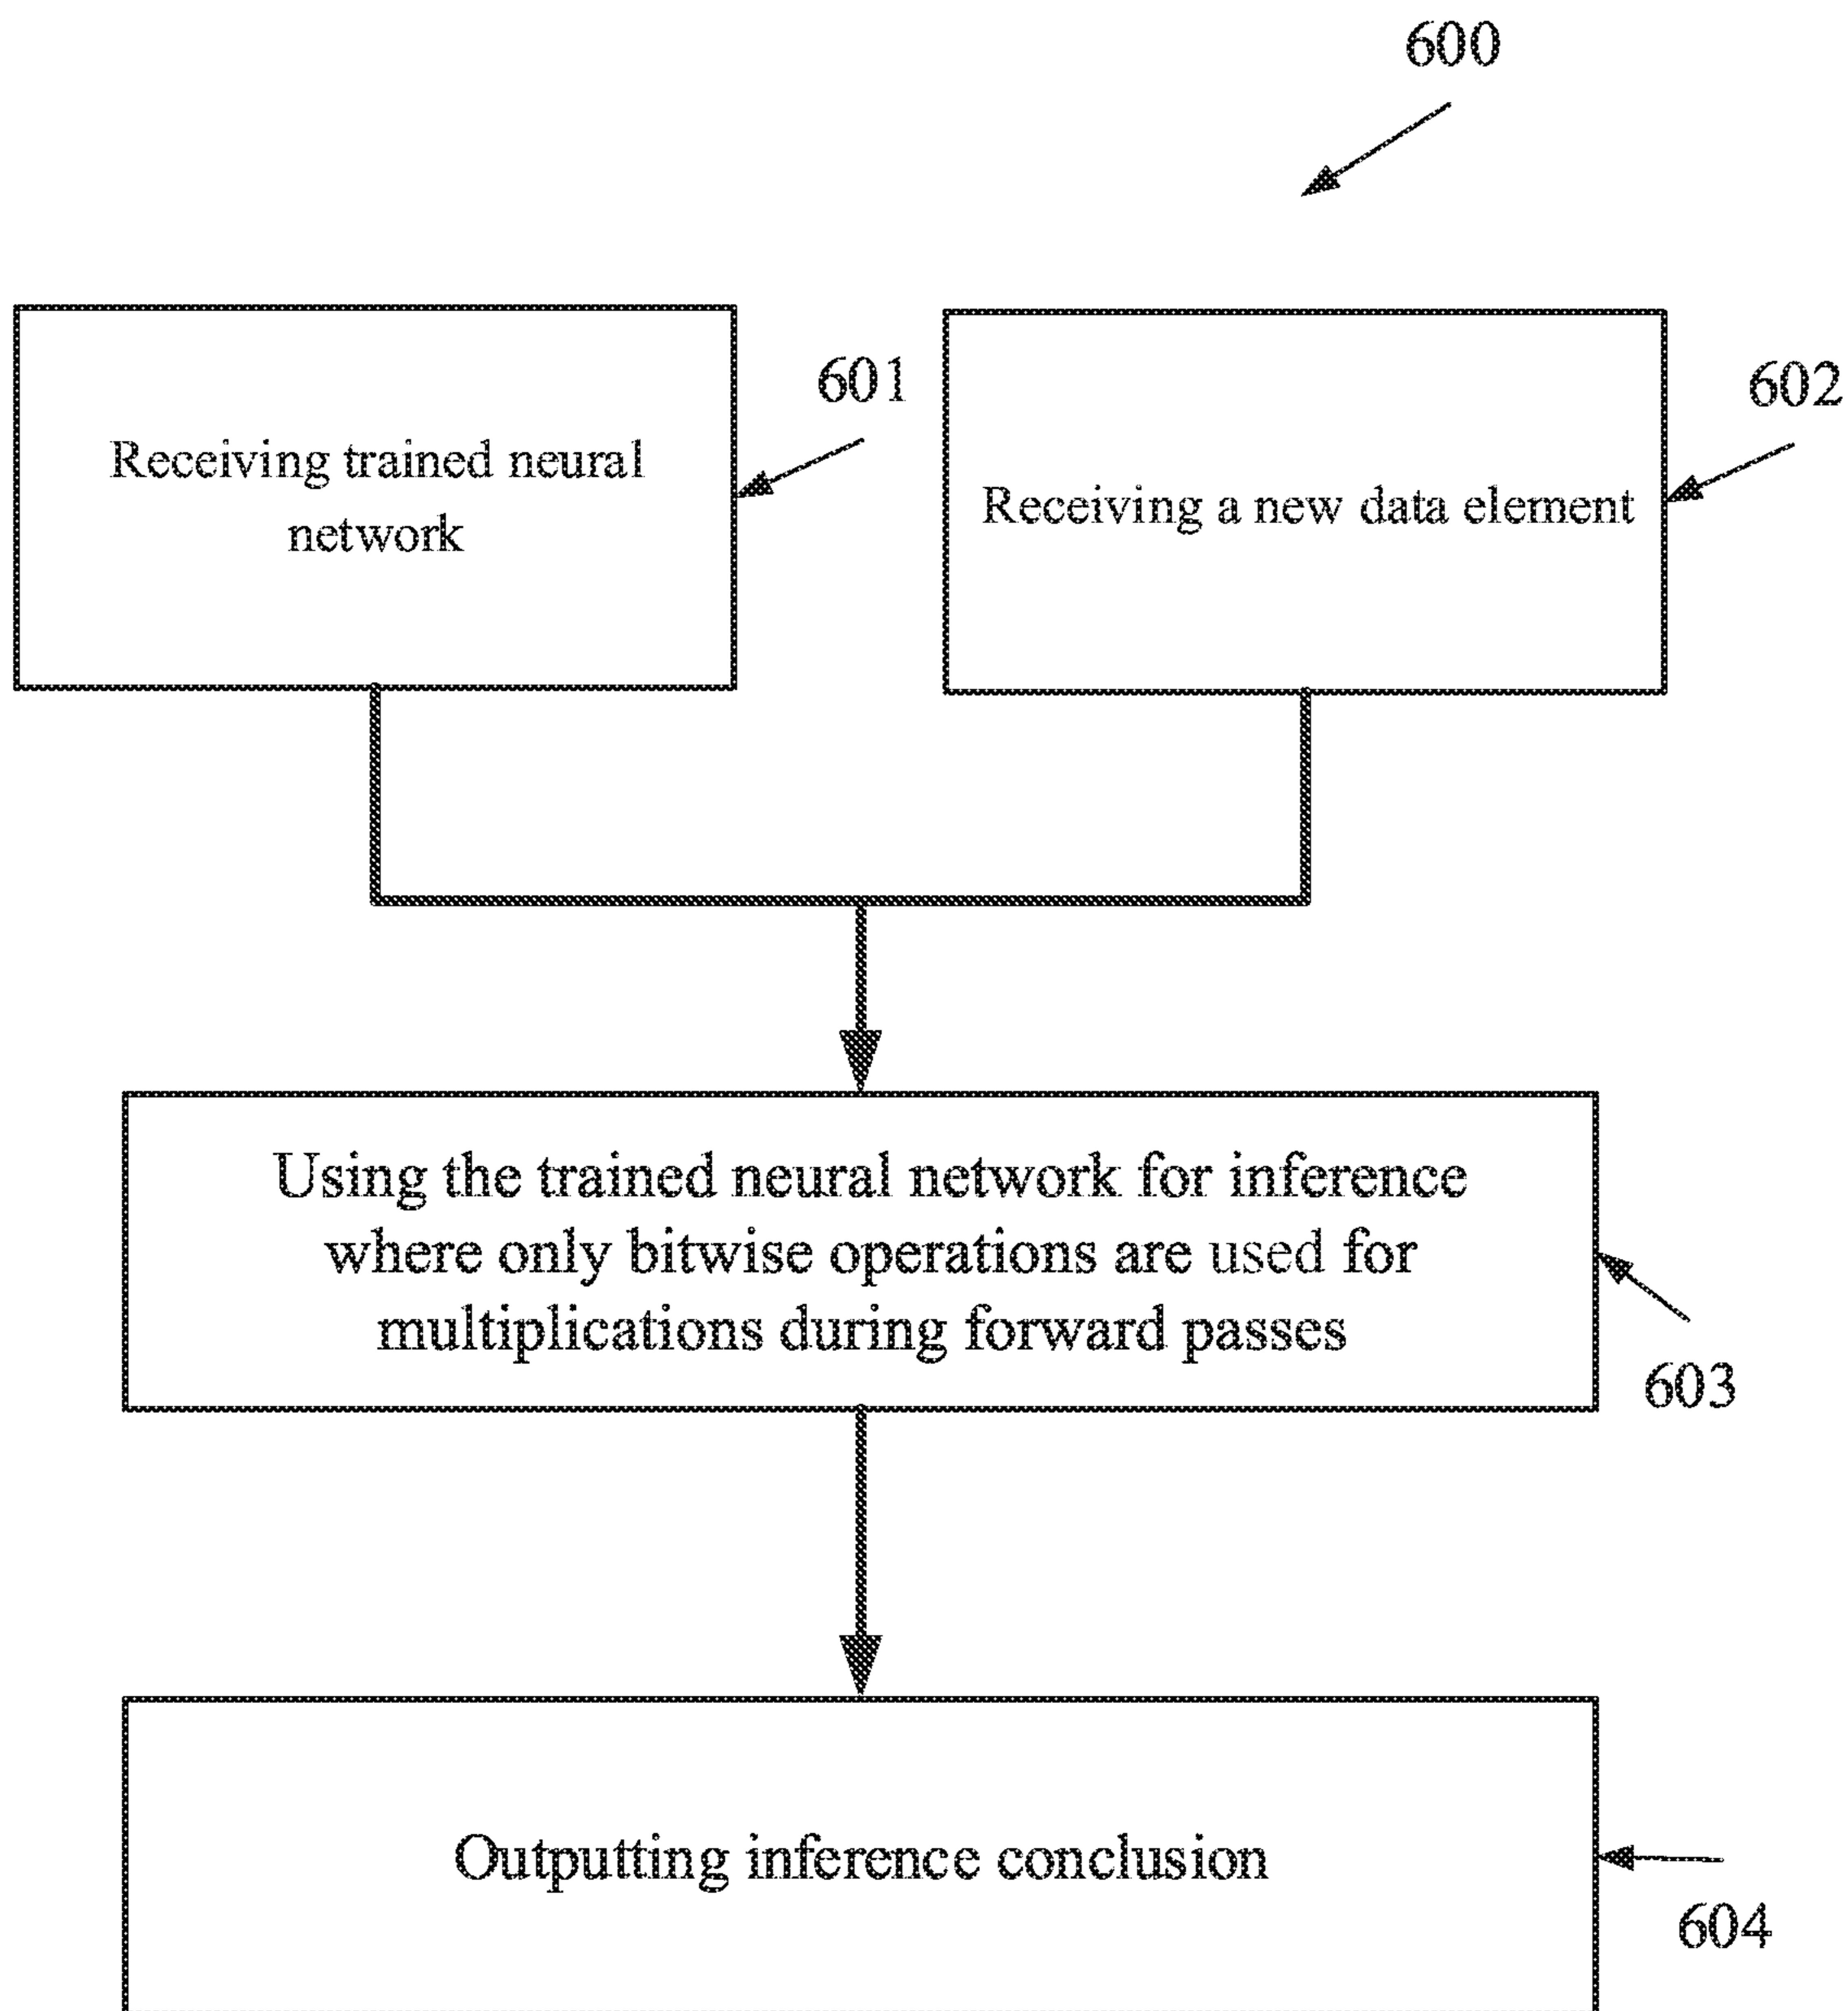 600
601
602
Receiving trained neural
network
Receiving a new data element
Using the trained neural network for inference
where only bitwise operations are used for
multiplications during forward passes
603
Outputting inference conclusion
604